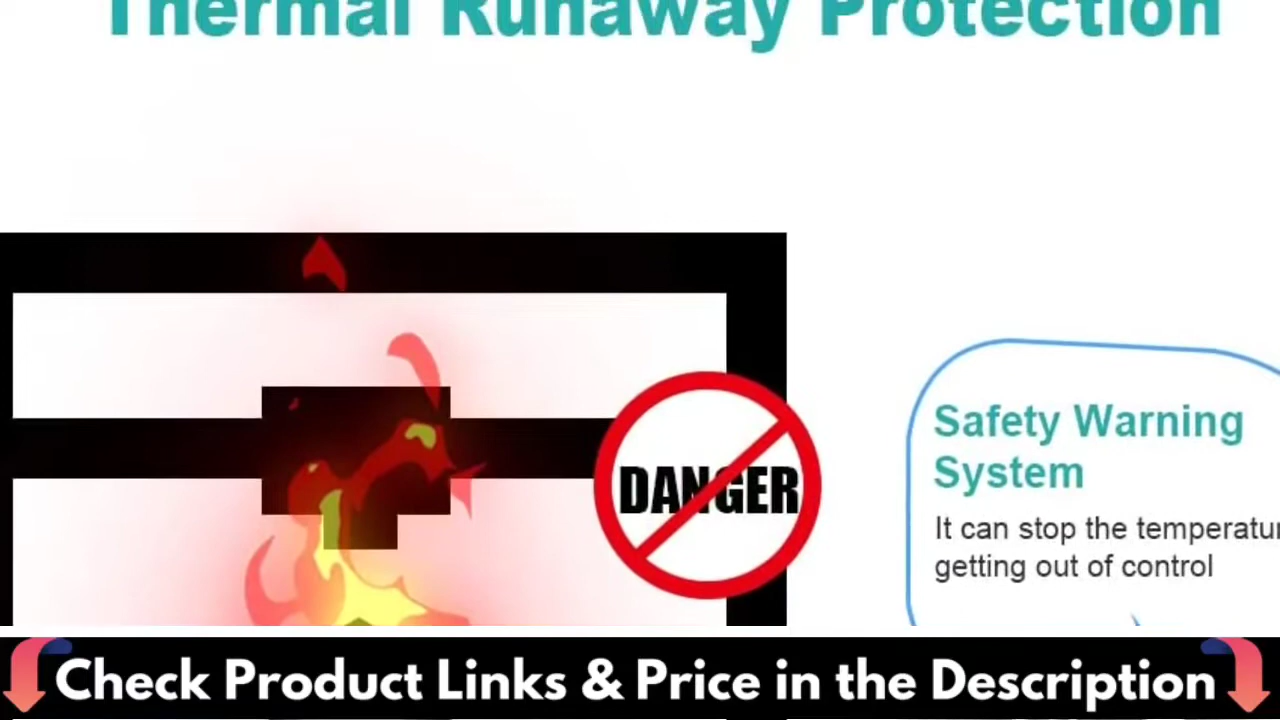 Thermal Runaway Protection
DANGER
Safety Warning
System
It can stop the temperatur
getting out of control
Check Product Links & Price in the Description